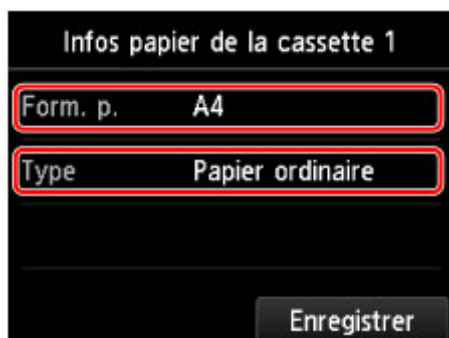 Infos papier de la cassette 1
Form. p. A4
Type Papier ordinaire
Enregistrer